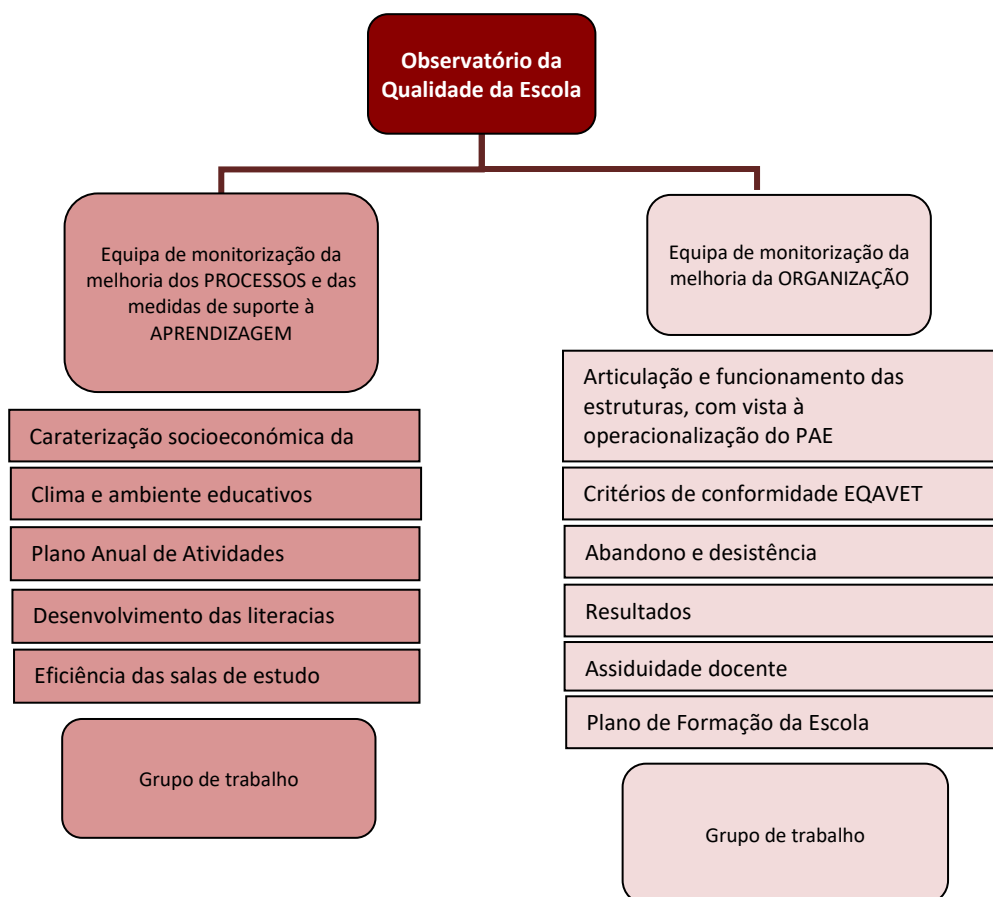 Observatório da
Qualidade da Escola
Equipa de monitorização da
melhoria dos PROCESSOS e das
medidas de suporte à
APRENDIZAGEM
Caraterização socioeconómica da
Clima e ambiente educativos
Plano Anual de Atividades
Desenvolvimento das literacias
Eficiência das salas de estudo
Grupo de trabalho
Equipa de monitorização da
melhoria da ORGANIZAÇÃO
Articulação e funcionamento das
estruturas, com vista à
operacionalização do PAE
Critérios de conformidade EQAVET
Abandono e desistência
Resultados
Assiduidade docente
Plano de Formação da Escola
Grupo de trabalho